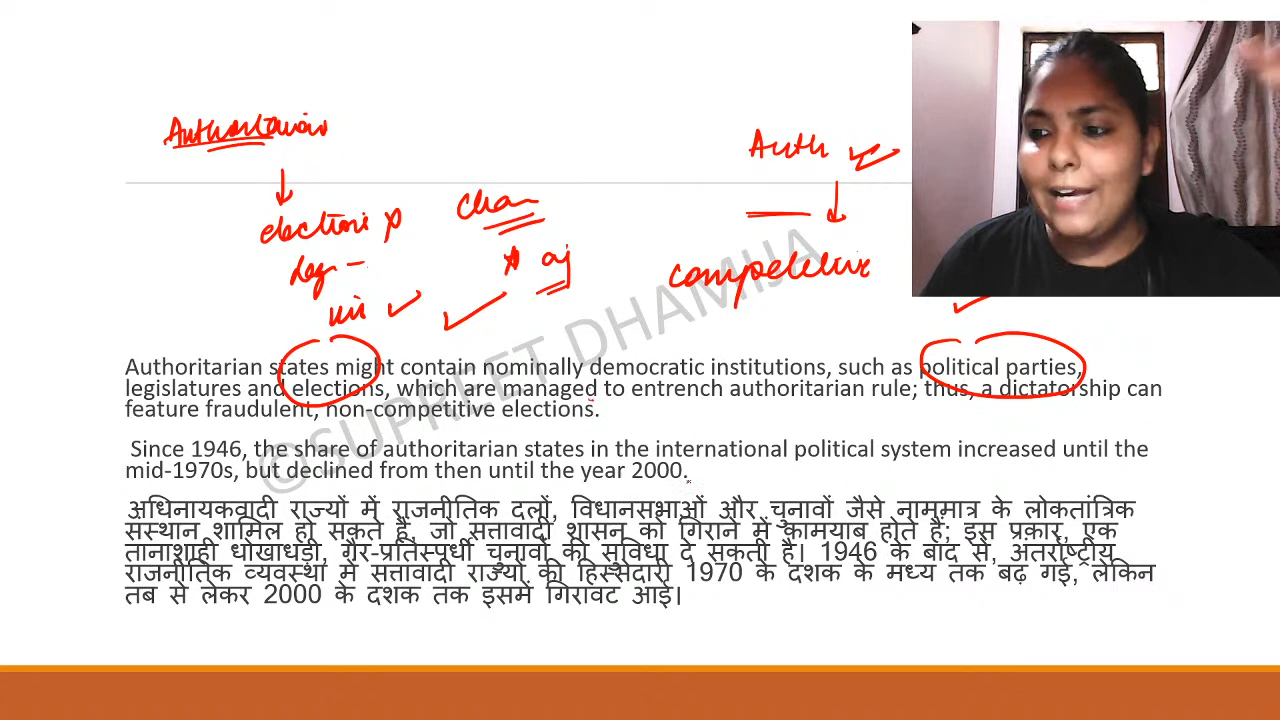 Authoritarian
Auth
elections
competitive
Authoritarian states might contain nominally democratic institutions, such as political parties,
legislatures and elections, which are managed to entrench authoritarian rule; thus, a dictatorship can
feature fraudulent, non-competitive elections.
Since 1946, the share of authoritarian states in the international political system increased until the
mid-1970s, but declined from then until the year 2000.
अधिनायकवादी राज्यों में राजनीतिक दलों, विधानसभाओं और चुनावों जैसे नाममात्र के लोकतांत्रिक
संस्थान शामिल हो सकते हैं, जो सत्तावादी शासन को गिराने में कामयाब होते हैं; इस प्रकार, एक
तानाशाही धोखाधड़ी, गैर-प्रतिस्पर्धी चुनावों की सुविधा दे सकती है। 1946 के बाद से, अंतर्राष्ट्रीय
राजनीतिक व्यवस्था में सत्तावादी राज्यों की हिस्सेदारी 1970 के दशक के मध्य तक बढ़ गई, लेकिन
तब से लेकर 2000 के दशक तक इसमें गिरावट आई।
©SUPREET DHAMIJA